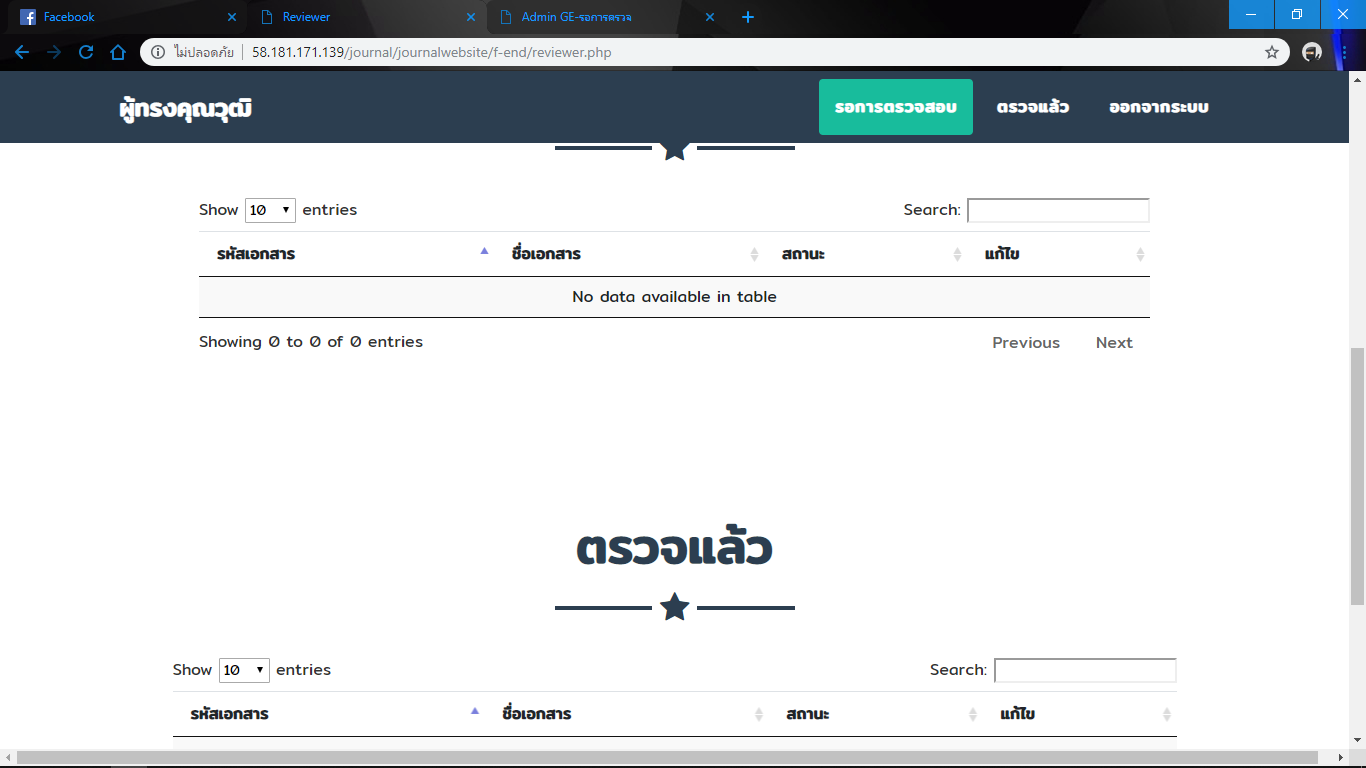 Facebook
Reviewer
Admin GE-รอการตรวจ
ไม่ปลอดภัย | 58.181.171.139/journal/journalwebsite/f-end/reviewer.php
ผู้ทรงคุณวุฒิ รอการตรวจสอบ ตรวจแล้ว ออกจากระบบ
Show 10 entries Search:
รหัสเอกสาร ชื่อเอกสาร สถานะ แก้ไข
No data available in table
Showing 0 to 0 of 0 entries Previous Next
ตรวจแล้ว
Show 10 entries Search:
รหัสเอกสาร ชื่อเอกสาร สถานะ แก้ไข